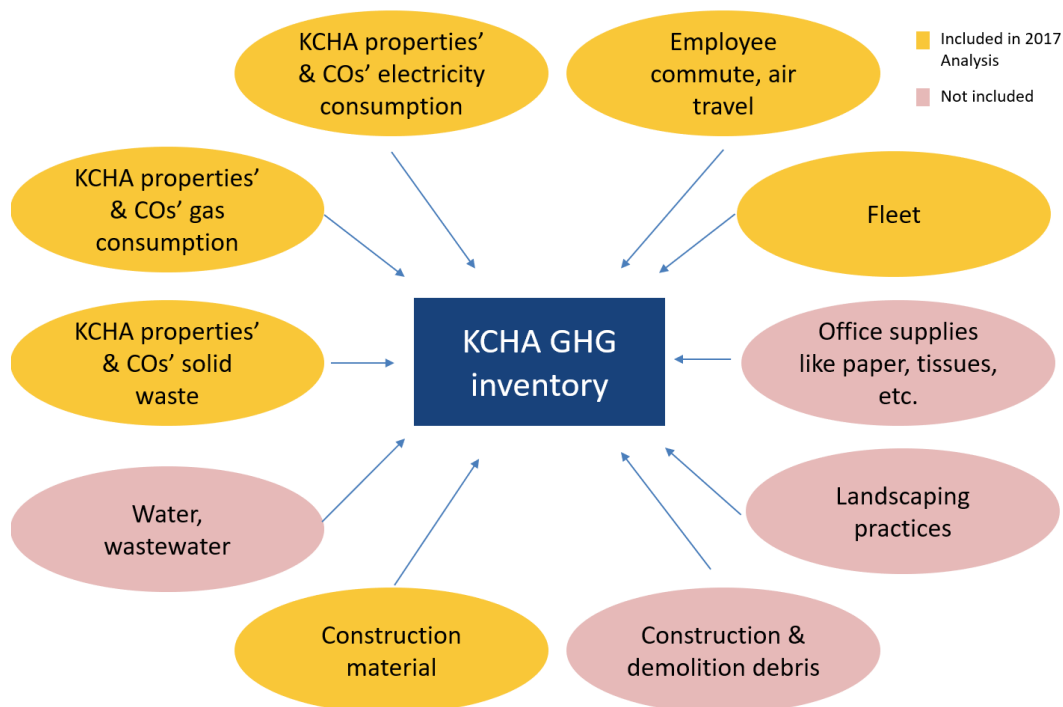 KCHA properties’
& COs’ electricity
consumption
Employee
commute, air
travel
Included in 2017
Analysis
Not included
KCHA properties’
& COs’ gas
consumption
Fleet
KCHA properties’
& COs’ solid
waste
KCHA GHG
inventory
Office supplies
like paper, tissues,
etc.
Water,
wastewater
Landscaping
practices
Construction
material
Construction &
demolition debris